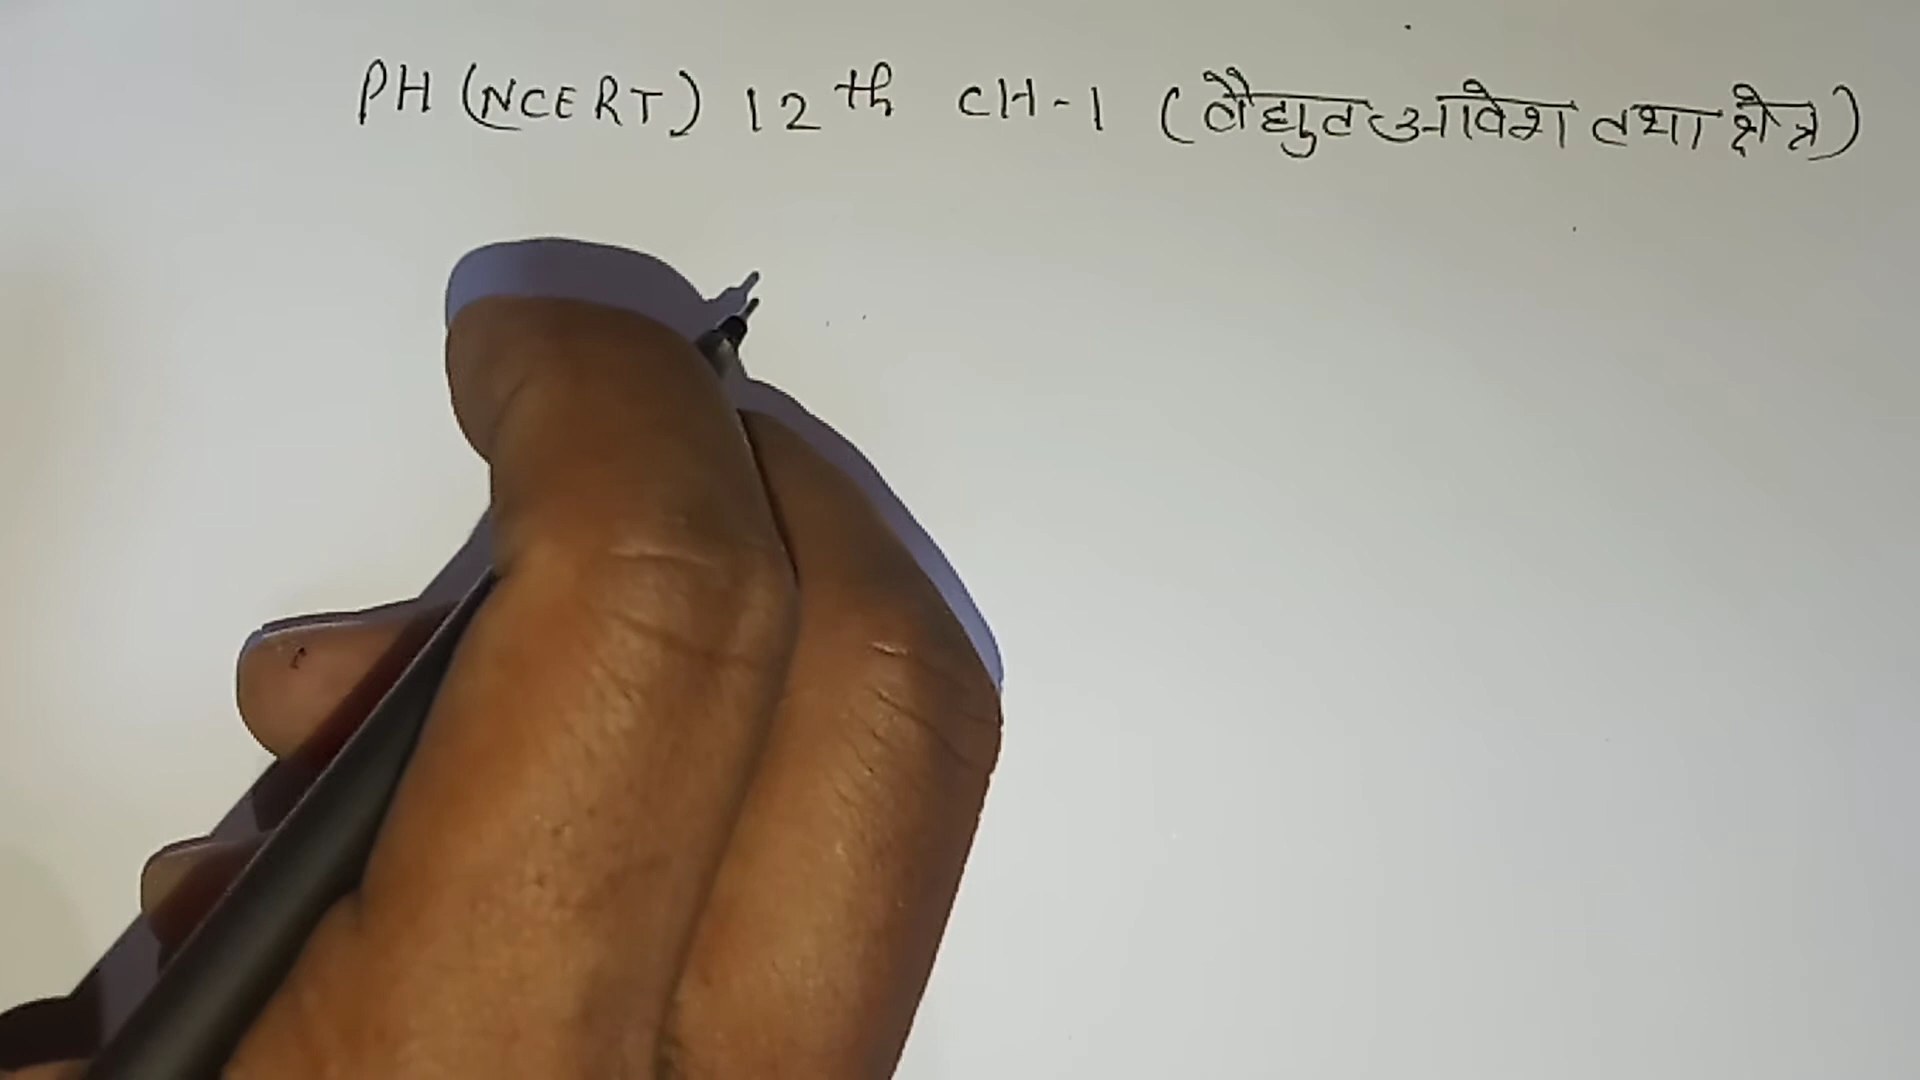 PH (NCERT) 12th CH-1 (वैद्युत आवेश तथा क्षेत्र)